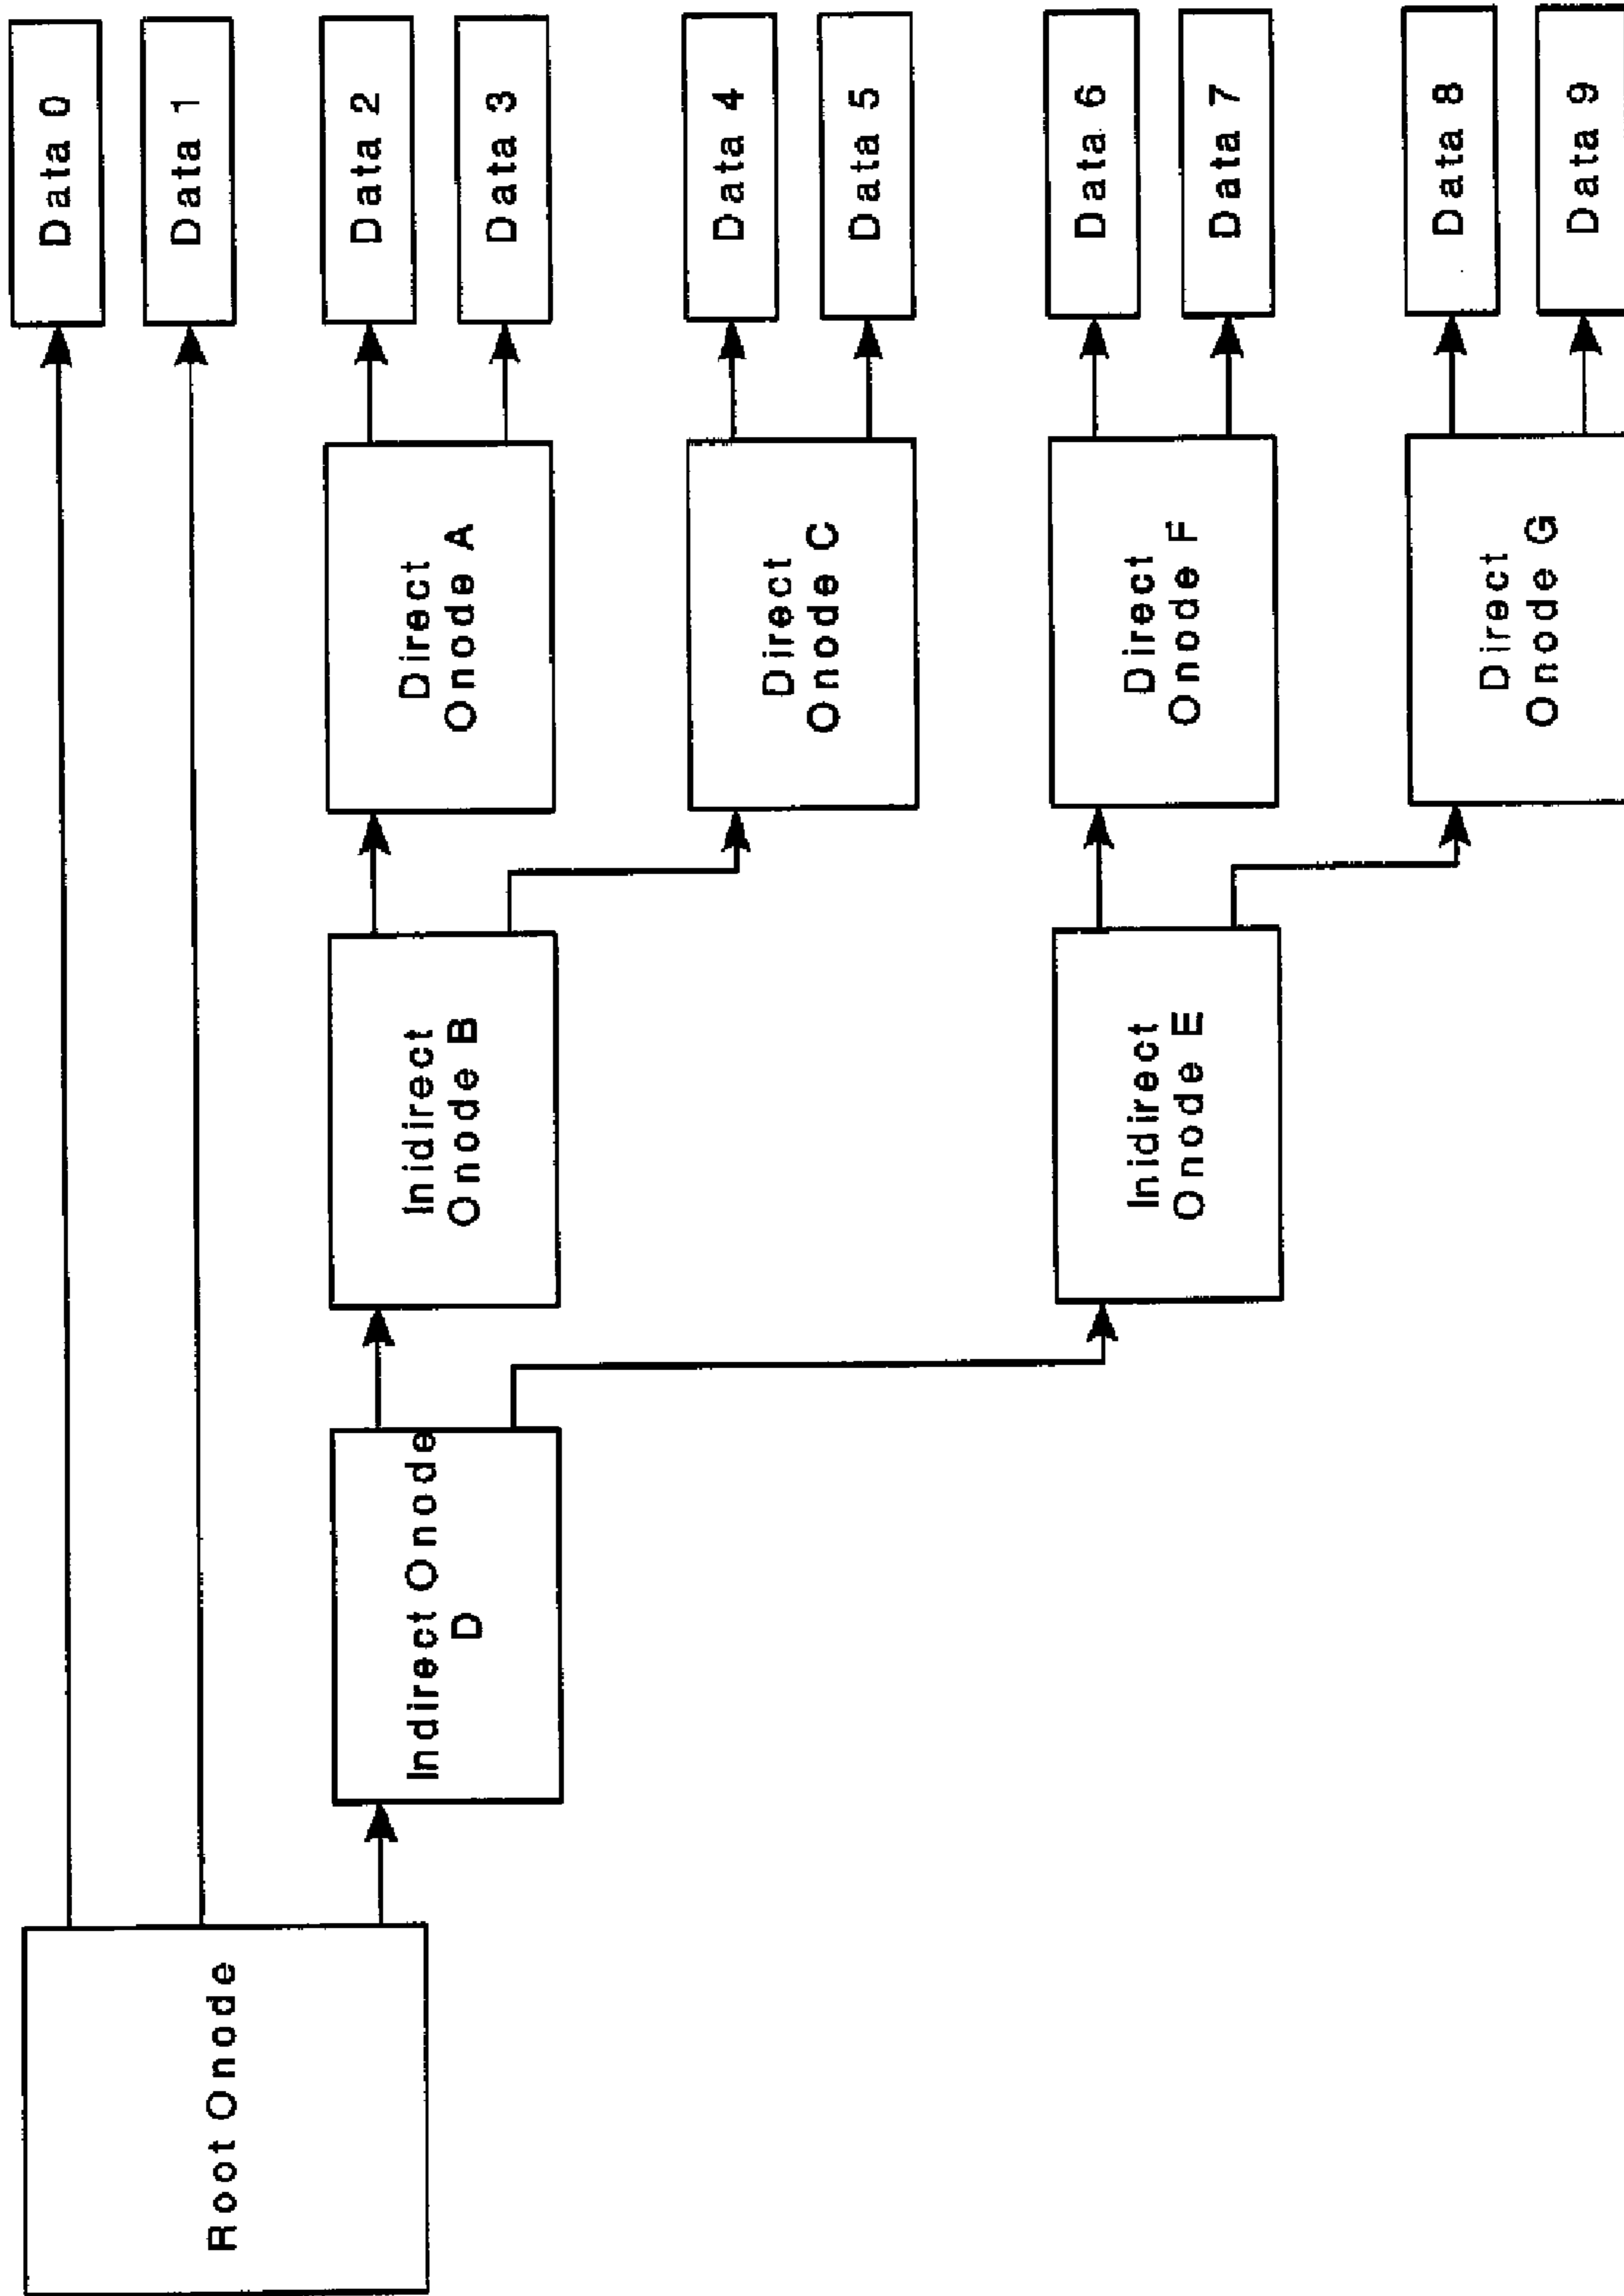 Root Onode
Data 0
Data 1
Indirect Onode
D
Inidirect
Onode B
Direct
Onode A
Data 2
Data 3
Direct
Onode C
Data 4
Data 5
Inidirect
Onode E
Direct
Onode F
Data 6
Data 7
Direct
Onode G
Data 8
Data 9